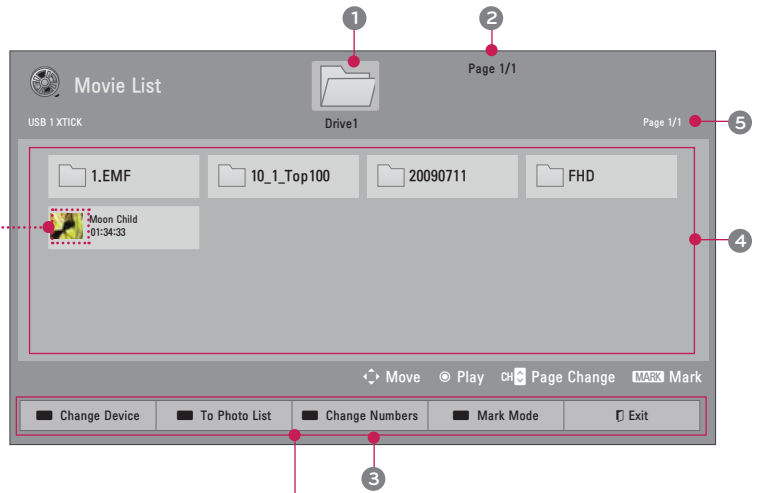 1
2
Page 1/1
Movie List
Drive1
USB 1 XTICK
Page 1/1
5
1.EMF
10_1_Top100
20090711
FHD
Moon Child
01:34:33
4
Move
Play
CH Page Change
MARK Mark
Change Device
To Photo List
Change Numbers
Mark Mode
Exit
3